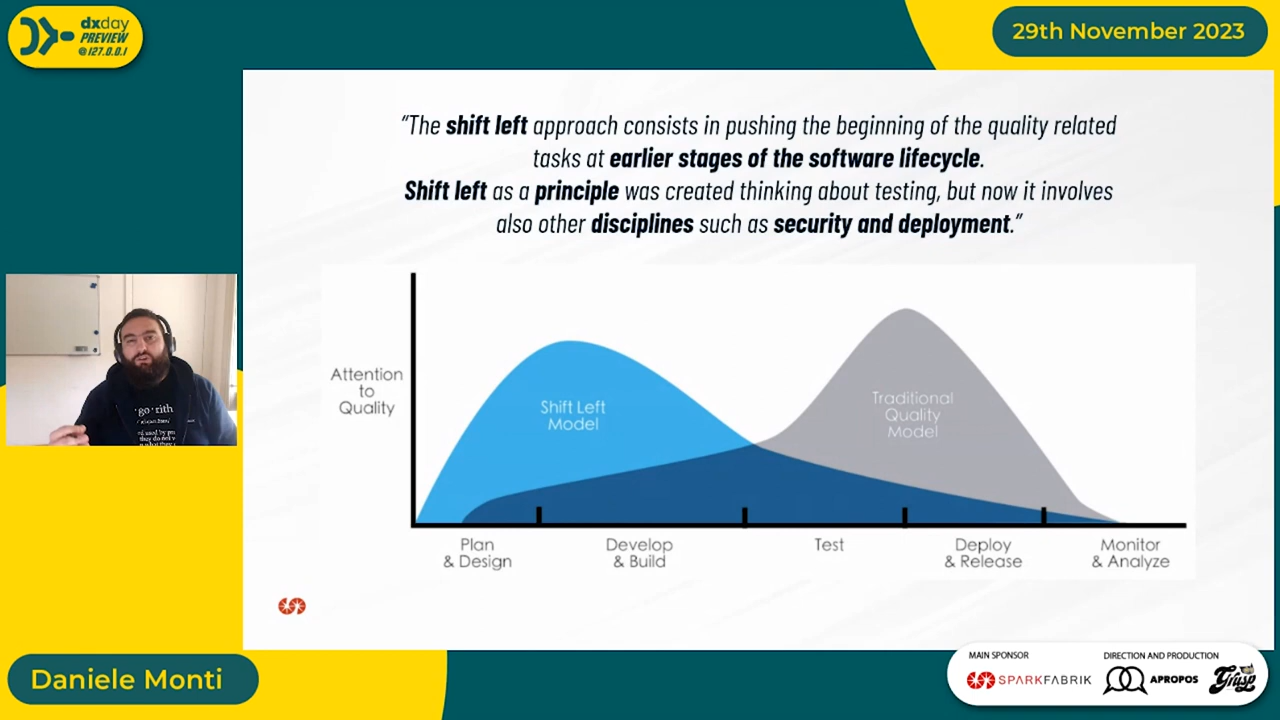 dxday
PREVIEW
@127.0.0.1
29th November 2023
"The shift left approach consists in pushing the beginning of the quality related
tasks at earlier stages of the software lifecycle.
Shift left as a principle was created thinking about testing, but now it involves
also other disciplines such as security and deployment."
Attention
to
Quality
Shift Left
Model
Traditional
Quality
Model
Plan
& Design
Develop
& Build
Test
Deploy
& Release
Monitor
& Analyze
Daniele Monti
MAIN SPONSOR
SPARKFABRIK
DIRECTION AND PRODUCTION
APROPOS
Grusp